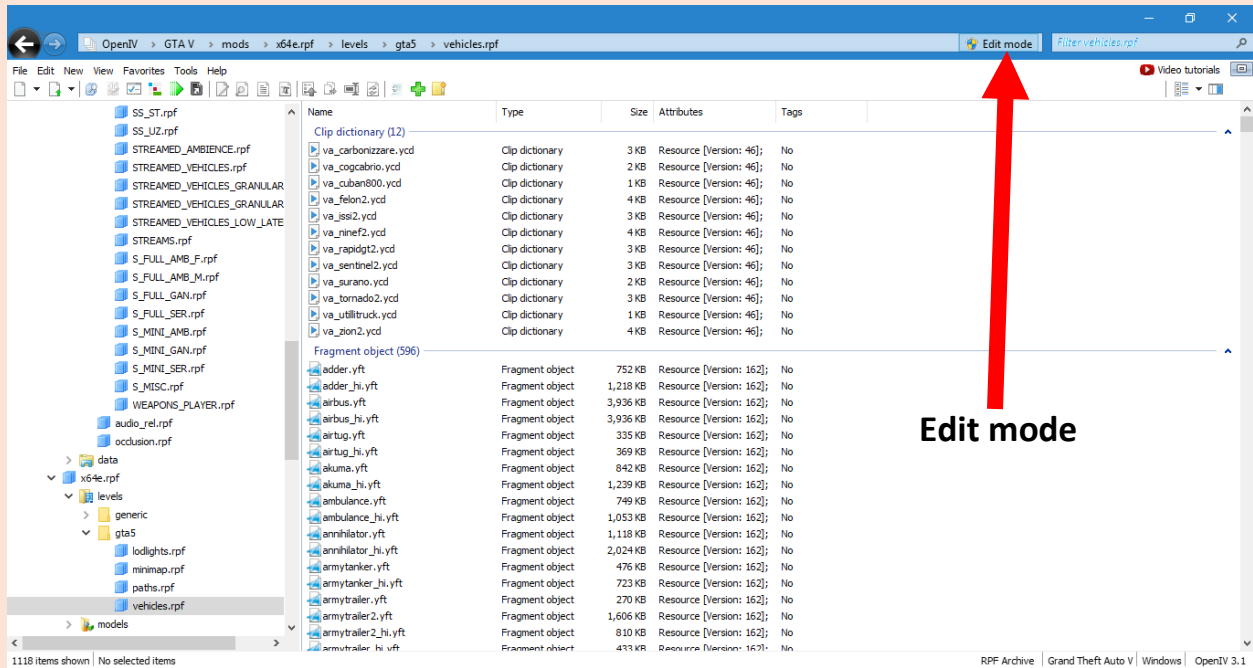 OpenIV > GTA V > mods > x64e.rpf > levels > gta5 > vehicles.rpf
Edit mode
Filter vehicles.rpf
File Edit New View Favorites Tools Help
Video tutorials
SS_ST.rpf
SS_UZ.rpf
STREAMED_AMBIENCE.rpf
STREAMED_VEHICLES.rpf
STREAMED_VEHICLES_GRANULAR
STREAMED_VEHICLES_GRANULAR
STREAMED_VEHICLES_LOW_LATE
STREAMS.rpf
S_FULL_AMB_F.rpf
S_FULL_AMB_M.rpf
S_FULL_GAN.rpf
S_FULL_SER.rpf
S_MINI_AMB.rpf
S_MINI_GAN.rpf
S_MINI_SER.rpf
S_MISC.rpf
WEAPONS_PLAYER.rpf
audio_rel.rpf
occlusion.rpf
data
x64e.rpf
levels
generic
gta5
lodlights.rpf
minimap.rpf
paths.rpf
vehicles.rpf
models
Name Type Size Attributes Tags
Clip dictionary (12)
va_carbonizzare.ycd Clip dictionary 3 KB Resource [Version: 46]; No
va_cogcabrio.ycd Clip dictionary 2 KB Resource [Version: 46]; No
va_cuban800.ycd Clip dictionary 1 KB Resource [Version: 46]; No
va_felon2.ycd Clip dictionary 4 KB Resource [Version: 46]; No
va_issi2.ycd Clip dictionary 3 KB Resource [Version: 46]; No
va_ninef2.ycd Clip dictionary 4 KB Resource [Version: 46]; No
va_rapidgt2.ycd Clip dictionary 3 KB Resource [Version: 46]; No
va_sentinel2.ycd Clip dictionary 3 KB Resource [Version: 46]; No
va_surano.ycd Clip dictionary 2 KB Resource [Version: 46]; No
va_tornado2.ycd Clip dictionary 3 KB Resource [Version: 46]; No
va_utillitruck.ycd Clip dictionary 1 KB Resource [Version: 46]; No
va_zion2.ycd Clip dictionary 4 KB Resource [Version: 46]; No
Fragment object (596)
adder.yft Fragment object 752 KB Resource [Version: 162]; No
adder_hi.yft Fragment object 1,218 KB Resource [Version: 162]; No
airbus.yft Fragment object 3,936 KB Resource [Version: 162]; No
airbus_hi.yft Fragment object 3,936 KB Resource [Version: 162]; No
airtug.yft Fragment object 335 KB Resource [Version: 162]; No
airtug_hi.yft Fragment object 369 KB Resource [Version: 162]; No
akuma.yft Fragment object 842 KB Resource [Version: 162]; No
akuma_hi.yft Fragment object 1,239 KB Resource [Version: 162]; No
ambulance.yft Fragment object 749 KB Resource [Version: 162]; No
ambulance_hi.yft Fragment object 1,053 KB Resource [Version: 162]; No
annihilator.yft Fragment object 1,118 KB Resource [Version: 162]; No
annihilator_hi.yft Fragment object 2,024 KB Resource [Version: 162]; No
armytanker.yft Fragment object 476 KB Resource [Version: 162]; No
armytanker_hi.yft Fragment object 723 KB Resource [Version: 162]; No
armytrailer.yft Fragment object 270 KB Resource [Version: 162]; No
armytrailer2.yft Fragment object 1,606 KB Resource [Version: 162]; No
armytrailer2_hi.yft Fragment object 810 KB Resource [Version: 162]; No
armytrailer_hi.yft Fragment object 433 KB Resource [Version: 162]; No
Edit mode
1118 items shown No selected items
RPF Archive Grand Theft Auto V Windows OpenIV 3.1